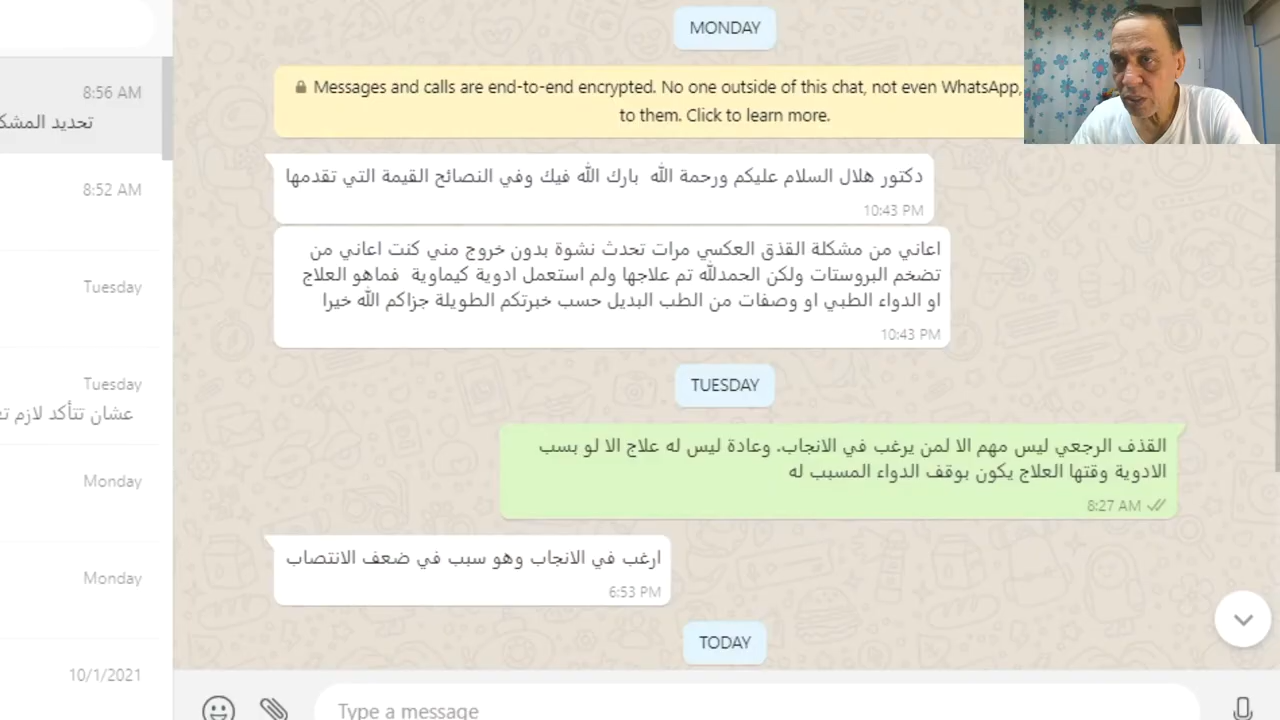 8:56 AM
تحديد المشك
8:52 AM
Tuesday
Tuesday
عشان تتأكد لازم
Monday
Monday
10/1/2021
MONDAY
Messages and calls are end-to-end encrypted. No one outside of this chat, not even WhatsApp,
to them. Click to learn more.
دكتور هلال السلام عليكم ورحمة الله بارك الله فيك وفي النصائح القيمة التي تقدمها
10:43 PM
اعاني من مشكلة القذق العكسي مرات تحدث نشوة بدون خروج مني كنت اعاني من
تضخم البروستات ولكن الحمدلله تم علاجها ولم استعمل ادوية كيماوية فماهو العلاج
او الدواء الطبي او وصفات من الطب البديل حسب خبرتكم الطويلة جزاكم الله خيرا
10:43 PM
TUESDAY
القذف الرجعي ليس مهم الا لمن يرغب في الانجاب. وعادة ليس له علاج الا لو بسب
الادوية وقتها العلاج يكون بوقف الدواء المسبب له
8:27 AM
ارغب في الانجاب وهو سبب في ضعف الانتصاب
6:53 PM
TODAY
Type a message